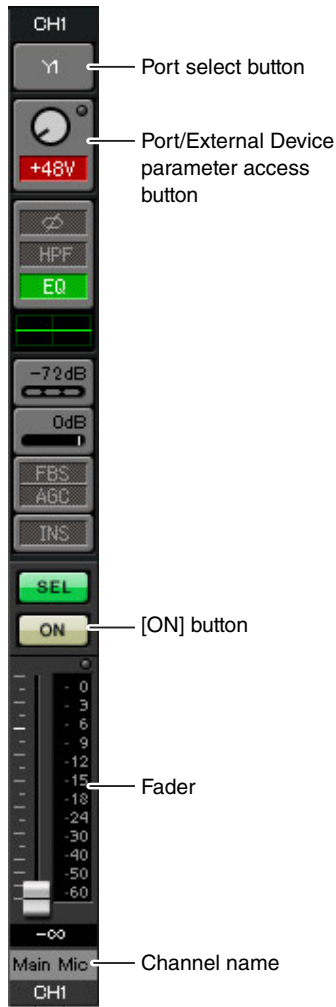 CH1
Y1
Port select button
Port/External Device
parameter access
button
+48V
Ø
HPF
EQ
-72dB
0dB
FBS
AGC
INS
SEL
ON
[ON] button
- 0
- 3
- 6
- 9
-12
-15
-18
-24
-30
-40
-50
-60
Fader
-∞
Main Mic
Channel name
CH1